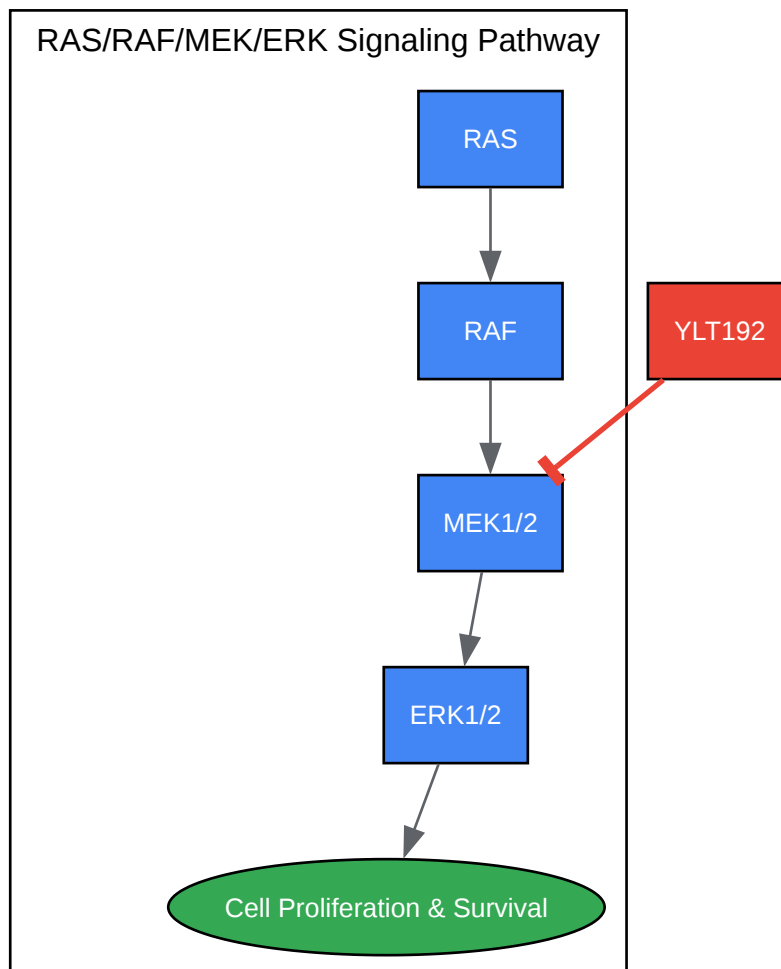 RAS/RAF/MEK/ERK Signaling Pathway
RAS
RAF
YLT192
MEK1/2
ERK1/2
Cell Proliferation & Survival